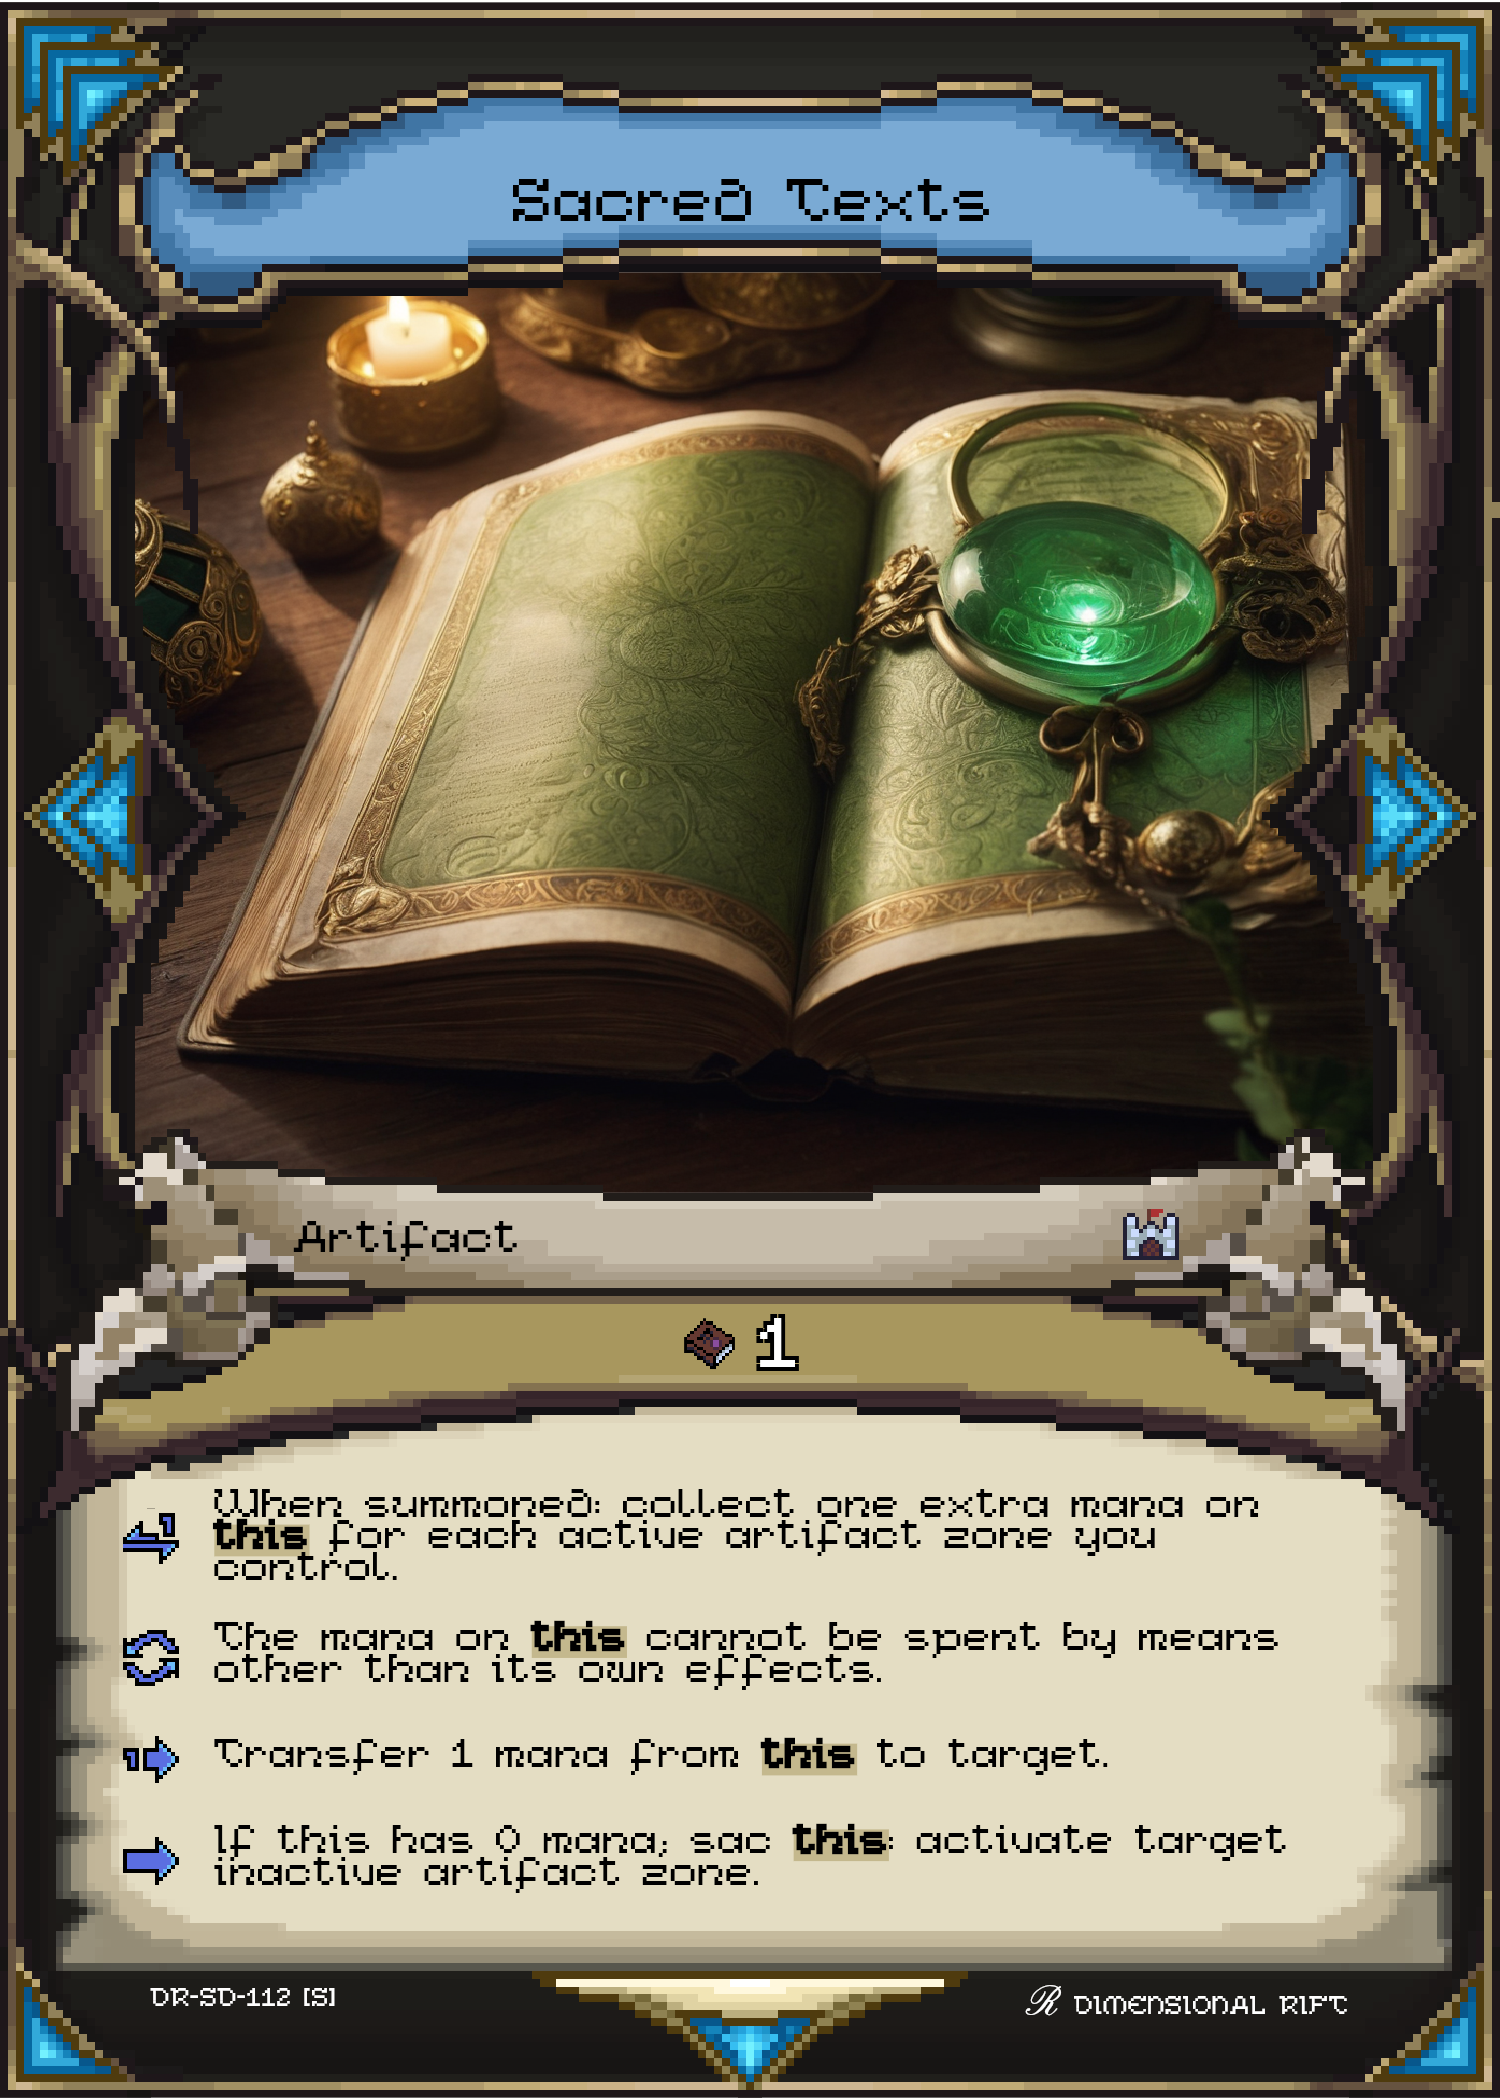 Sacred Texts
Artifact
1
When summoned: collect one extra mana on
this for each active artifact zone you
control.
The mana on this cannot be spent by means
other than its own effects.
1
Transfer 1 mana from this to target.
If this has 0 mana; sac this: activate target
inactive artifact zone.
DR-SD-112 [S]
R DIMENSIONAL RIFT